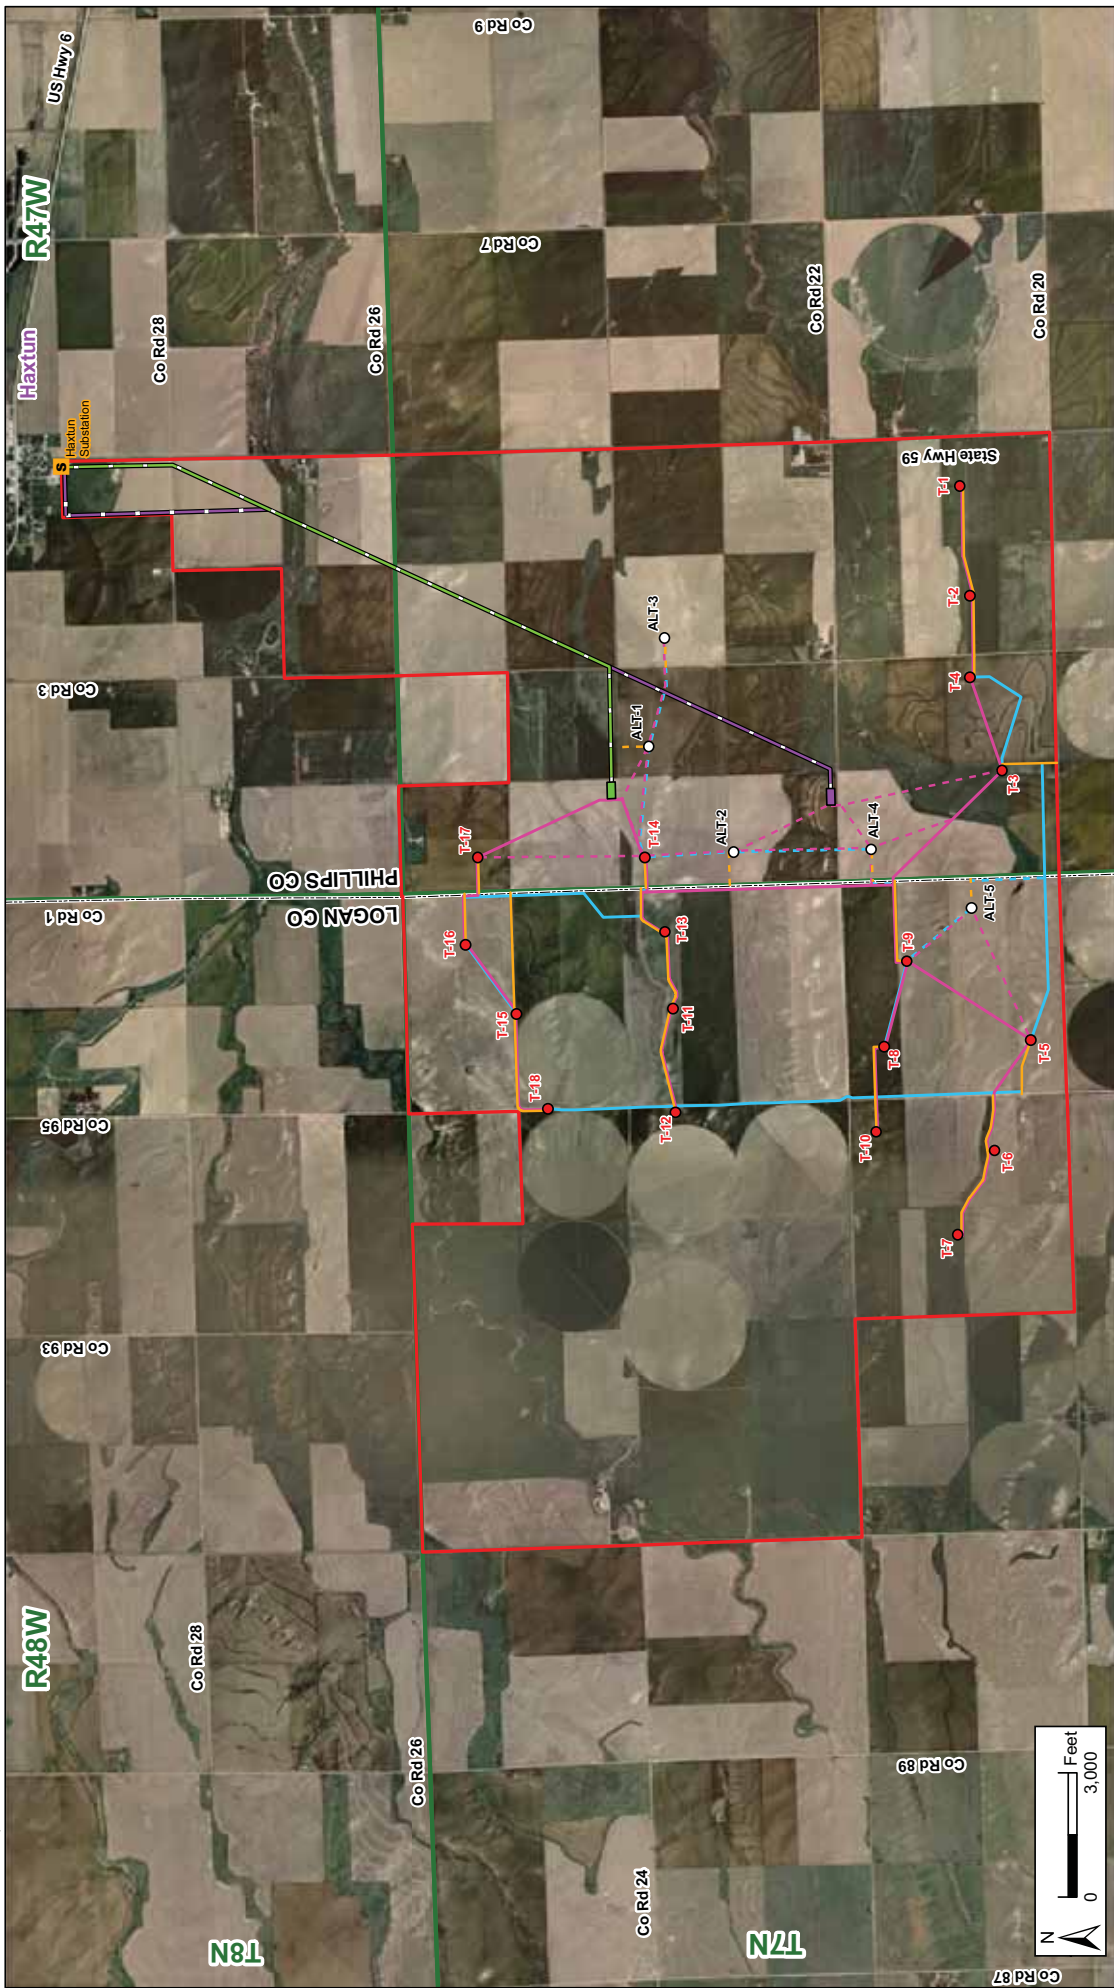 R48W
R47W
US Hwy 6
Haxtun
S
Haxtun
Substation
Co Rd 9
Co Rd 28
Co Rd 28
T8N
Co Rd 93
Co Rd 95
Co Rd 1
Co Rd 3
Co Rd 7
Co Rd 26
Co Rd 26
LOGAN CO
PHILLIPS CO
T-16
T-17
T-15
T-18
T-14
T-13
T-11
T-12
ALT-1
ALT-3
ALT-2
ALT-4
Co Rd 24
Co Rd 22
T7N
T-10
T-8
T-9
ALT-5
T-7
T-6
T-5
T-3
T-4
T-2
T-1
State Hwy 59
Co Rd 20
Co Rd 89
Co Rd 87
N
0 3,000
Feet